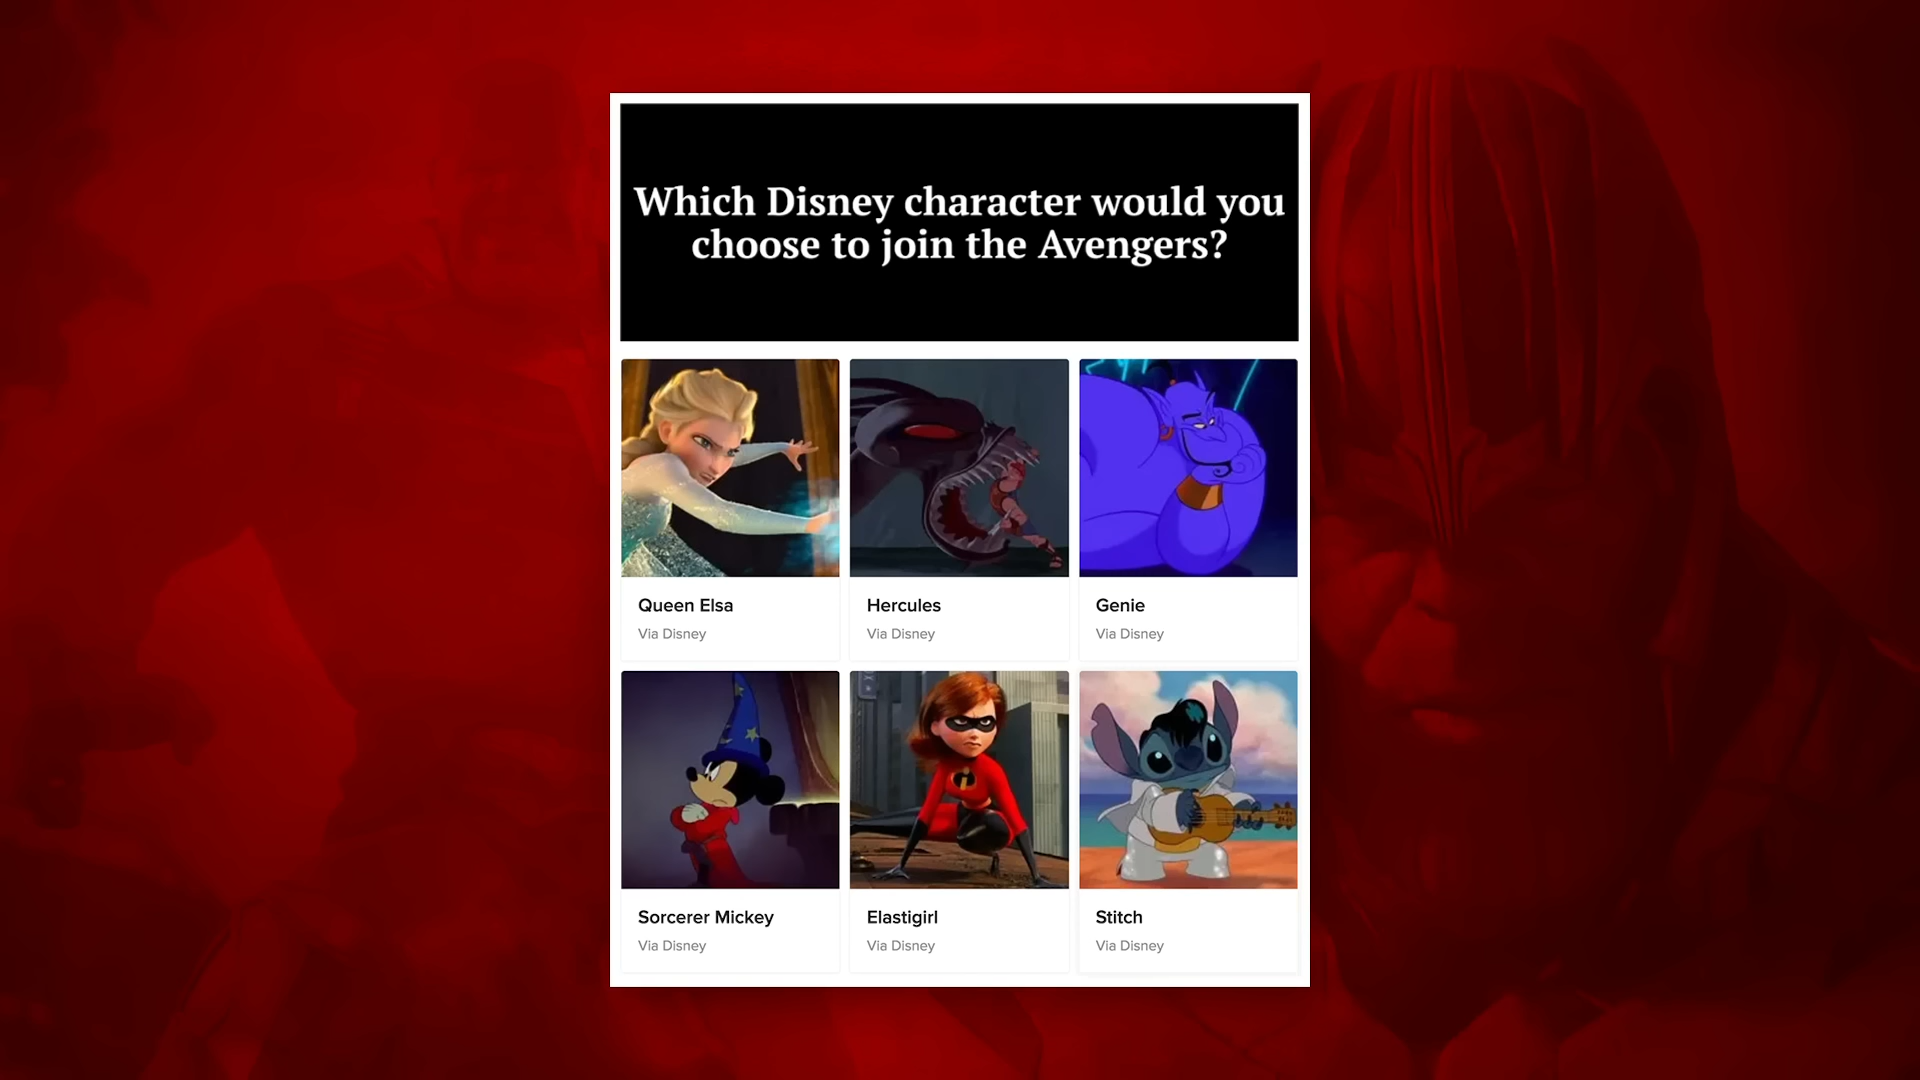 Which Disney character would you
choose to join the Avengers?
Queen Elsa
Via Disney
Hercules
Via Disney
Genie
Via Disney
Sorcerer Mickey
Via Disney
Elastigirl
Via Disney
Stitch
Via Disney